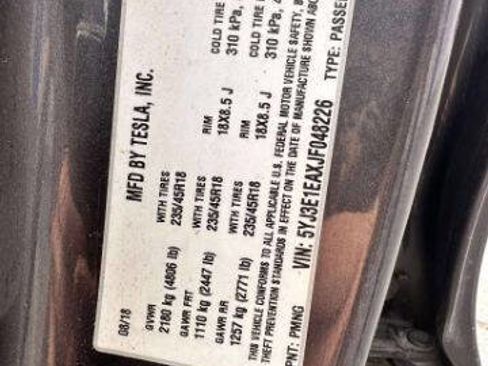 MFD BY TESLA, INC.
08/18
GVWR
2180 kg (4806 lb)
GAWR FRT WITH TIRES RIM COLD TIRE
1110 kg (2447 lb) 235/45R18 18X8.5 J 310 kPa,
GAWR RR WITH TIRES RIM COLD TIRE
1257 kg (2771 lb) 235/45R18 18X8.5 J 310 kPa,
THIS VEHICLE CONFORMS TO ALL APPLICABLE U.S. FEDERAL MOTOR VEHICLE SAFETY,
THEFT PREVENTION STANDARDS IN EFFECT ON THE DATE OF MANUFACTURE SHOWN ABO
VIN: 5YJ3E1EAXJF048226 TYPE: PASSE
PNT: PMNG